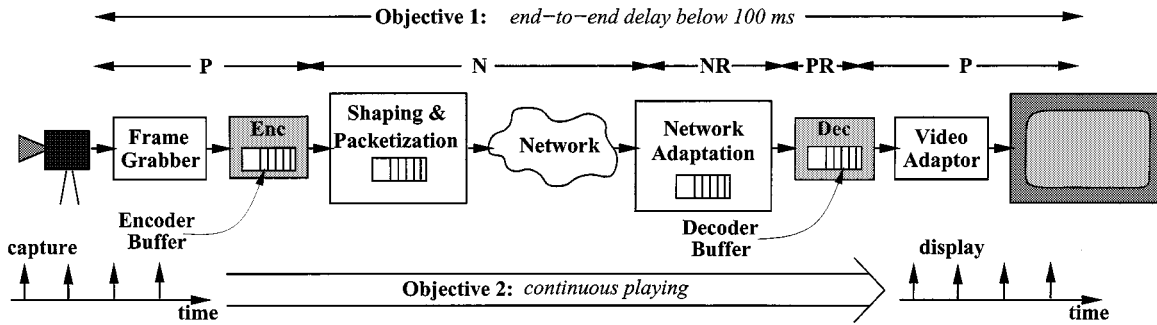 Objective 1: end−to−end delay below 100 ms
P N NR PR P
Frame
Grabber
Enc
Shaping &
Packetization
Network
Network
Adaptation
Dec
Video
Adaptor
Encoder
Buffer
Decoder
Buffer
capture
time
Objective 2: continuous playing
display
time